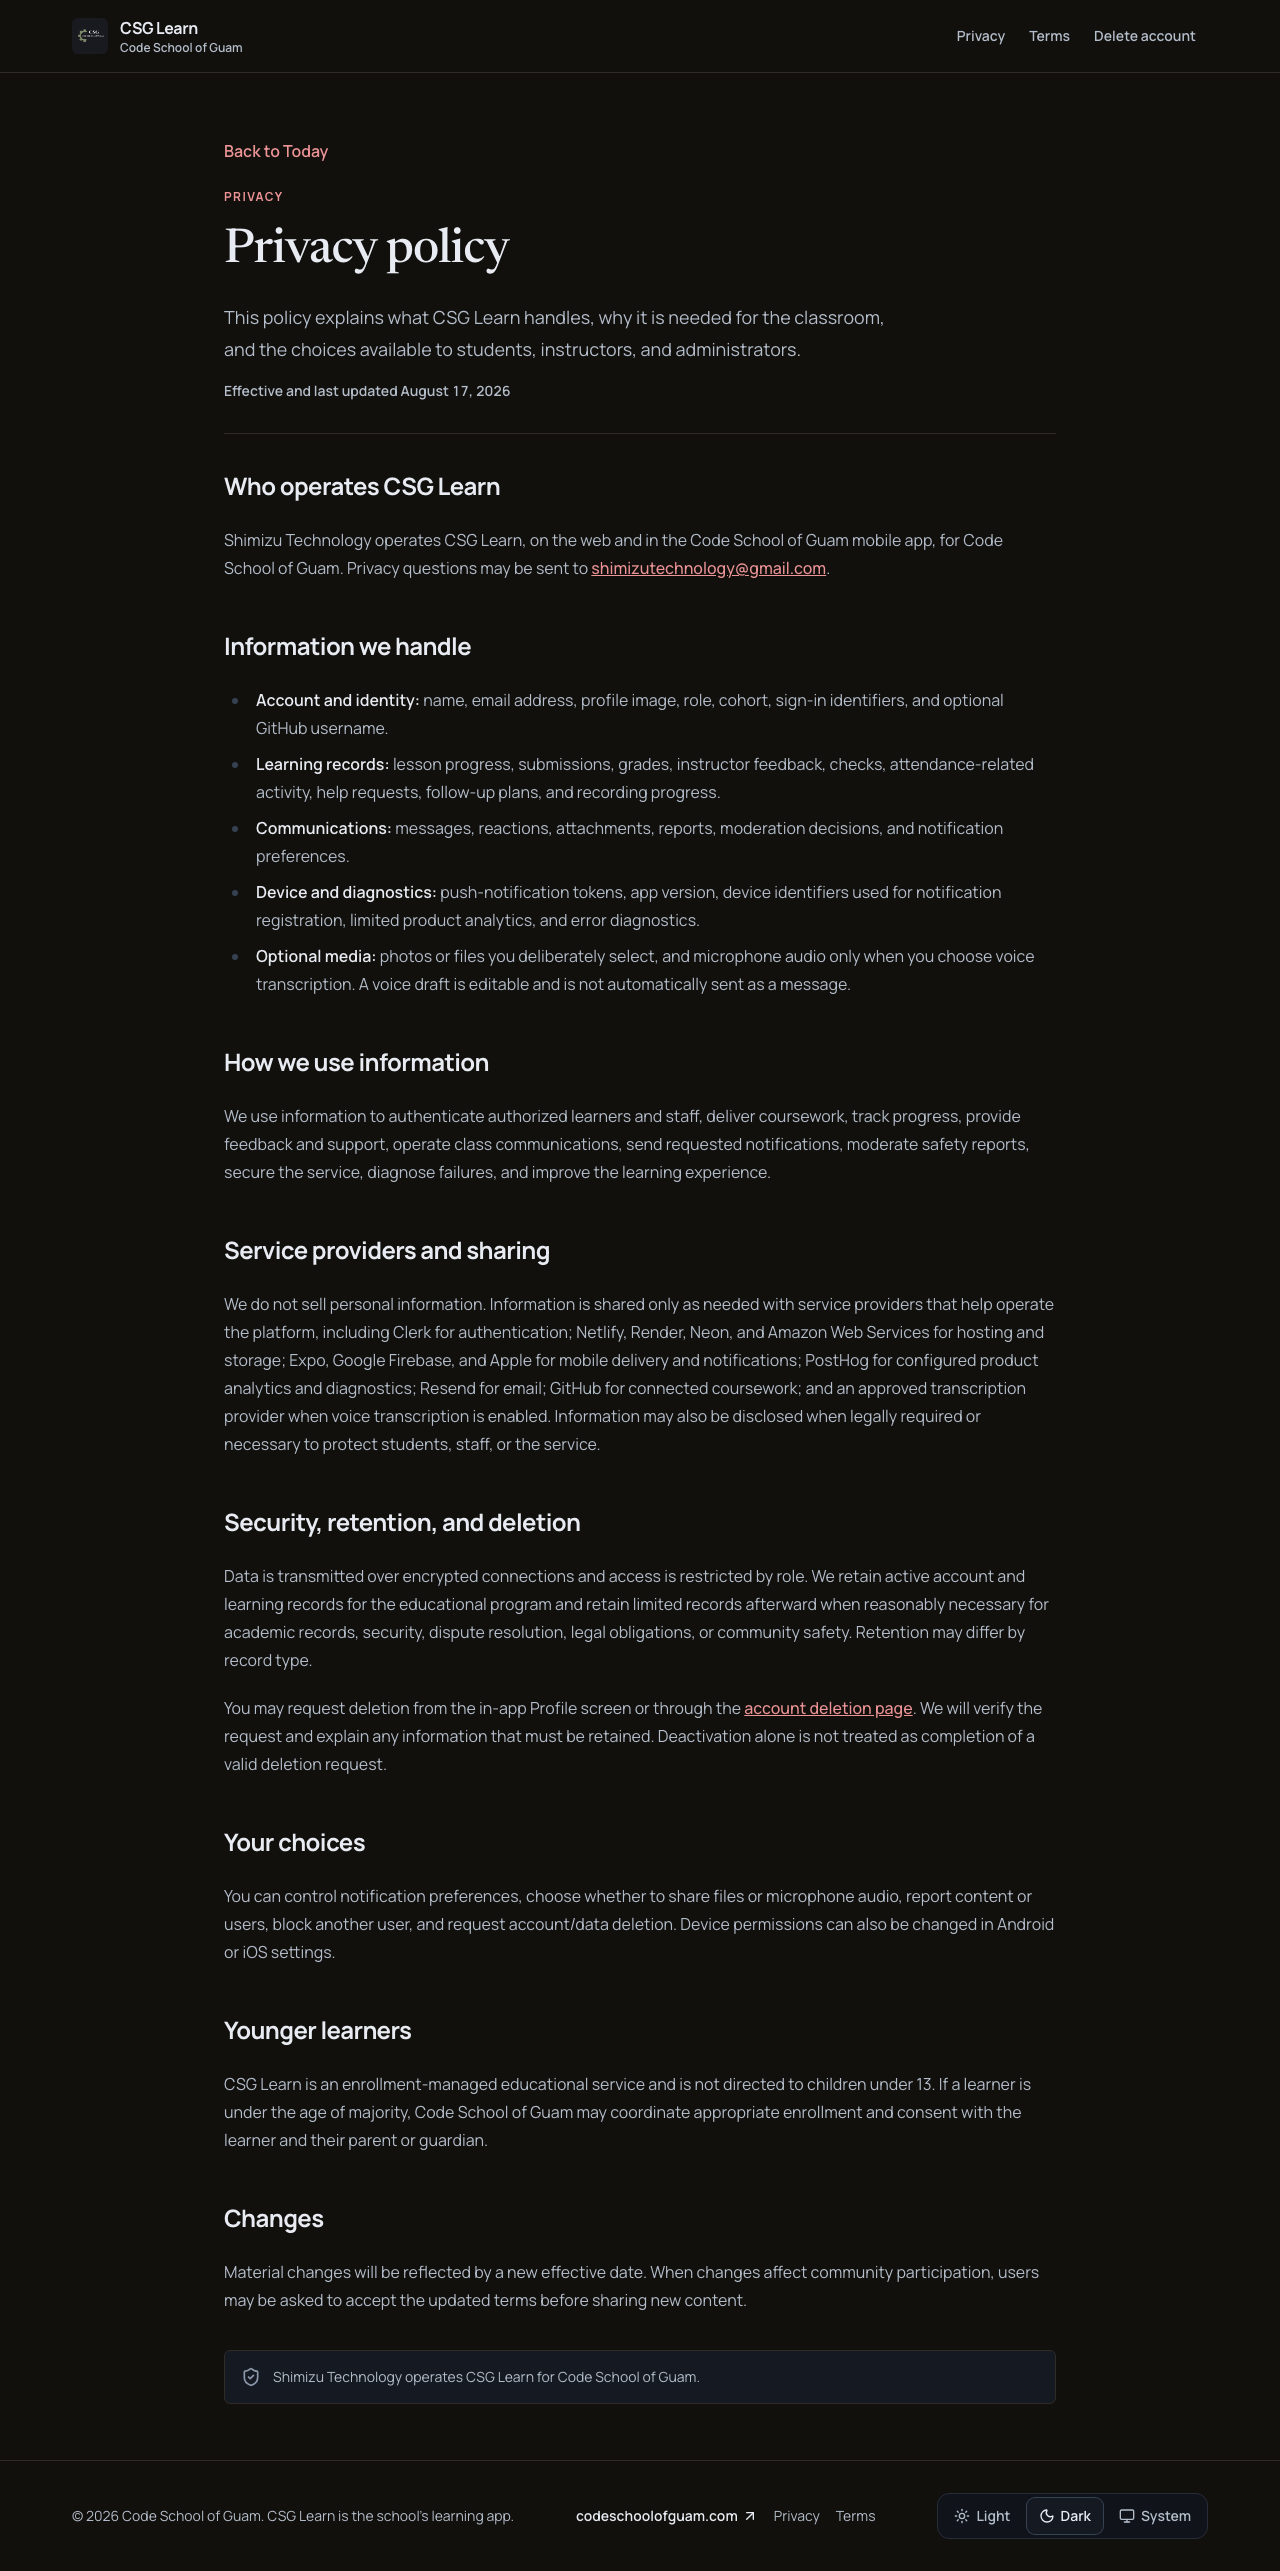 CSG Learn
Code School of Guam
Privacy
Terms
Delete account
Back to Today
PRIVACY
Privacy policy
This policy explains what CSG Learn handles, why it is needed for the classroom,
and the choices available to students, instructors, and administrators.
Effective and last updated August 17, 2026
Who operates CSG Learn
Shimizu Technology operates CSG Learn, on the web and in the Code School of Guam mobile app, for Code
School of Guam. Privacy questions may be sent to shimizutechnology@gmail.com.
Information we handle
Account and identity: name, email address, profile image, role, cohort, sign-in identifiers, and optional
GitHub username.
Learning records: lesson progress, submissions, grades, instructor feedback, checks, attendance-related
activity, help requests, follow-up plans, and recording progress.
Communications: messages, reactions, attachments, reports, moderation decisions, and notification
preferences.
Device and diagnostics: push-notification tokens, app version, device identifiers used for notification
registration, limited product analytics, and error diagnostics.
Optional media: photos or files you deliberately select, and microphone audio only when you choose voice
transcription. A voice draft is editable and is not automatically sent as a message.
How we use information
We use information to authenticate authorized learners and staff, deliver coursework, track progress, provide
feedback and support, operate class communications, send requested notifications, moderate safety reports,
secure the service, diagnose failures, and improve the learning experience.
Service providers and sharing
We do not sell personal information. Information is shared only as needed with service providers that help operate
the platform, including Clerk for authentication; Netlify, Render, Neon, and Amazon Web Services for hosting and
storage; Expo, Google Firebase, and Apple for mobile delivery and notifications; PostHog for configured product
analytics and diagnostics; Resend for email; GitHub for connected coursework; and an approved transcription
provider when voice transcription is enabled. Information may also be disclosed when legally required or
necessary to protect students, staff, or the service.
Security, retention, and deletion
Data is transmitted over encrypted connections and access is restricted by role. We retain active account and
learning records for the educational program and retain limited records afterward when reasonably necessary for
academic records, security, dispute resolution, legal obligations, or community safety. Retention may differ by
record type.
You may request deletion from the in-app Profile screen or through the account deletion page. We will verify the
request and explain any information that must be retained. Deactivation alone is not treated as completion of a
valid deletion request.
Your choices
You can control notification preferences, choose whether to share files or microphone audio, report content or
users, block another user, and request account/data deletion. Device permissions can also be changed in Android
or iOS settings.
Younger learners
CSG Learn is an enrollment-managed educational service and is not directed to children under 13. If a learner is
under the age of majority, Code School of Guam may coordinate appropriate enrollment and consent with the
learner and their parent or guardian.
Changes
Material changes will be reflected by a new effective date. When changes affect community participation, users
may be asked to accept the updated terms before sharing new content.
Shimizu Technology operates CSG Learn for Code School of Guam.
© 2026 Code School of Guam. CSG Learn is the school's learning app.
codeschoolofguam.com
Privacy
Terms
Light
Dark
System